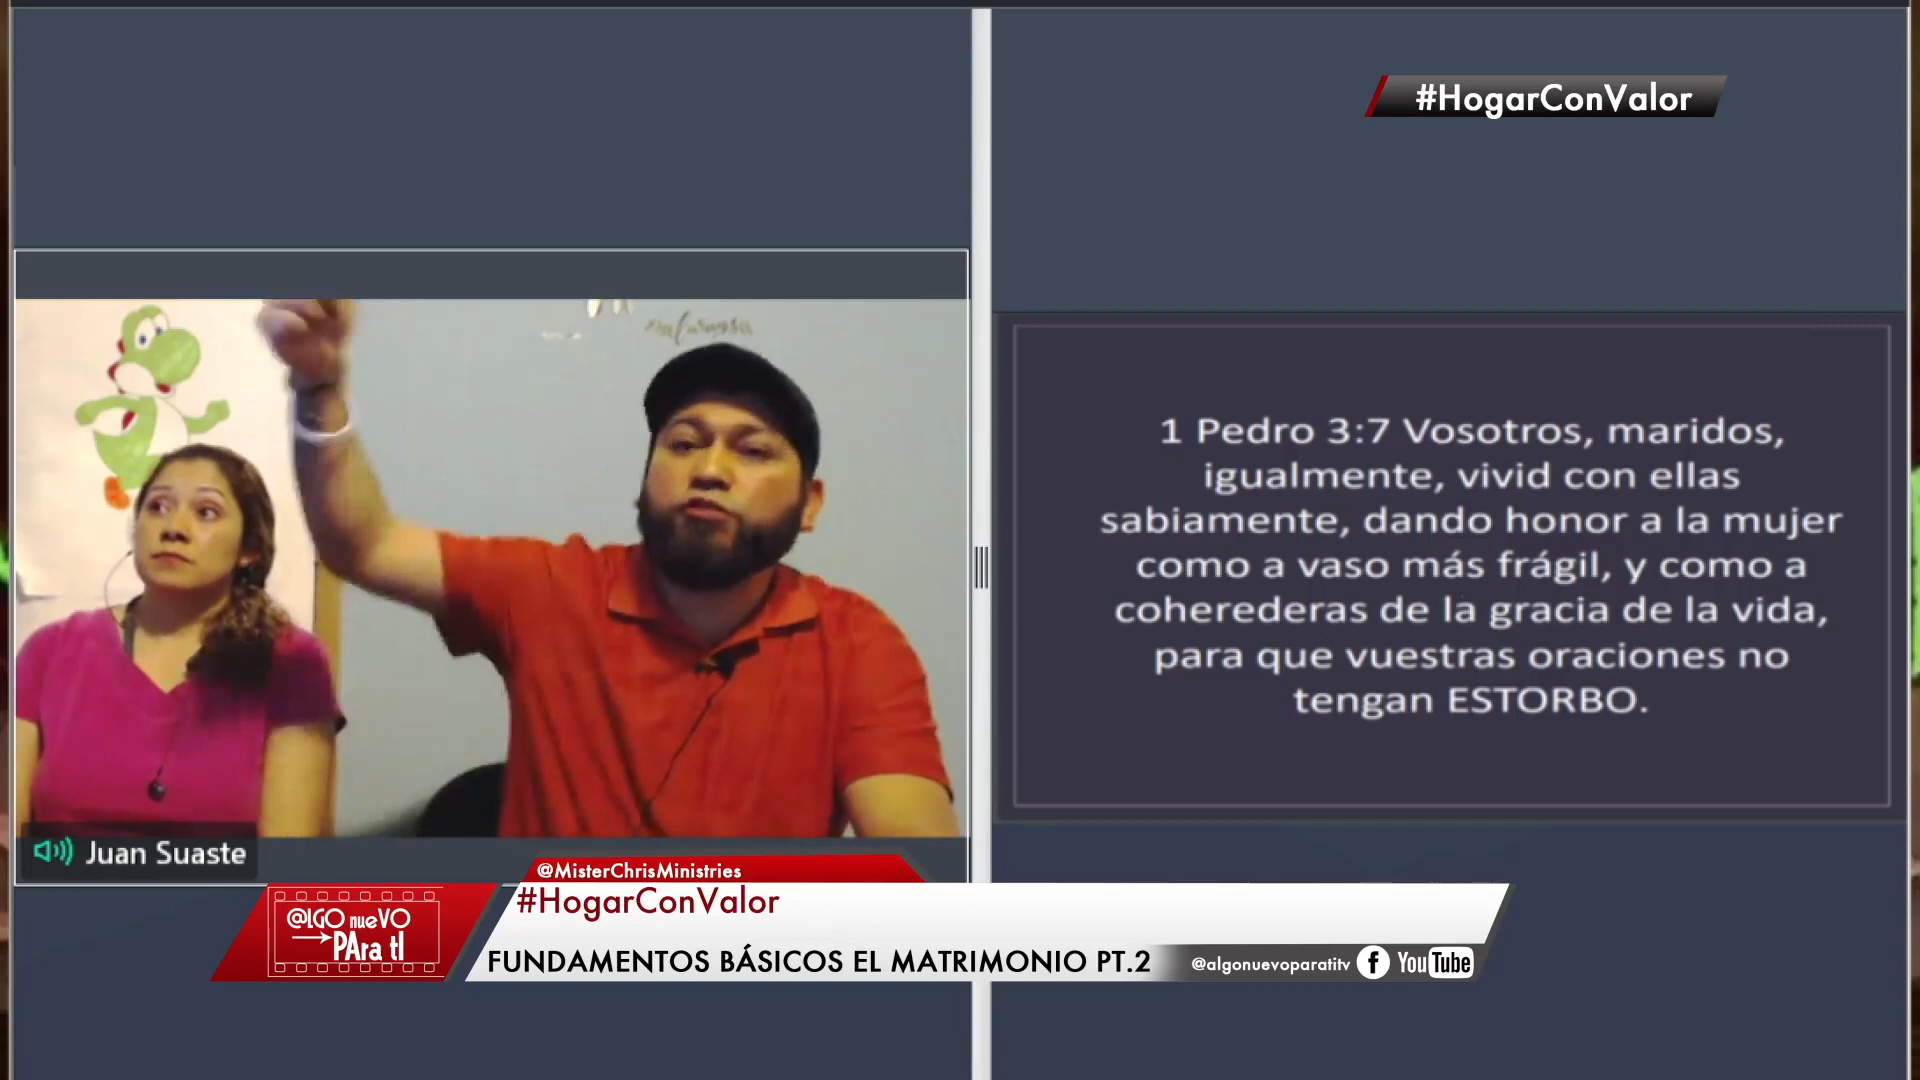 #HogarConValor
1 Pedro 3:7 Vosotros, maridos,
igualmente, vivid con ellas
sabiamente, dando honor a la mujer
como a vaso más frágil, y como a
coherederas de la gracia de la vida,
para que vuestras oraciones no
tengan ESTORBO.
Juan Suaste
@MisterChrisMinistries
#HogarConValor
@LGO nueVO
PAra tI
FUNDAMENTOS BÁSICOS EL MATRIMONIO PT.2
@algonuevoparatitv f YouTube